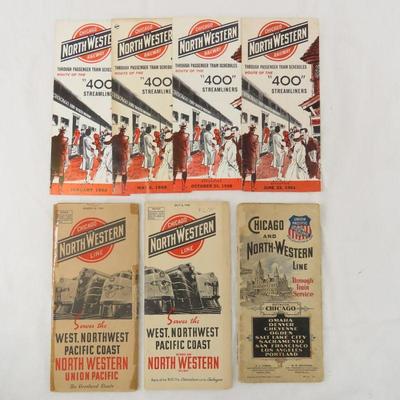 CHICAGO
NORTH WESTERN
RAILWAY
THROUGH PASSENGER TRAIN SCHEDULES
ROUTE OF THE
"400"
STREAMLINERS
JANUARY
CHICAGO
NORTH WESTERN
RAILWAY
THROUGH PASSENGER TRAIN SCHEDULES
ROUTE OF THE
"400"
STREAMLINERS
CHICAGO
NORTH WESTERN
RAILWAY
THROUGH PASSENGER TRAIN SCHEDULES
ROUTE OF THE
"400"
STREAMLINERS
OCTOBER
CHICAGO
NORTH WESTERN
RAILWAY
THROUGH PASSENGER TRAIN SCHEDULES
ROUTE OF THE
"400"
STREAMLINERS
JUNE
CHICAGO
NORTH WESTERN
LINE
Serves the
WEST, NORTHWEST
PACIFIC COAST
NORTH WESTERN
UNION PACIFIC
The Overland Route
CHICAGO
NORTH WESTERN
LINE
Serves the
WEST, NORTHWEST
PACIFIC COAST
NORTH WESTERN
UNION PACIFIC
CHICAGO
AND
NORTH-WESTERN
LINE
Through
Train
Service
CHICAGO
OMAHA
DENVER
CHEYENNE
OGDEN
SALT LAKE CITY
SACRAMENTO
SAN FRANCISCO
LOS ANGELES
PORTLAND